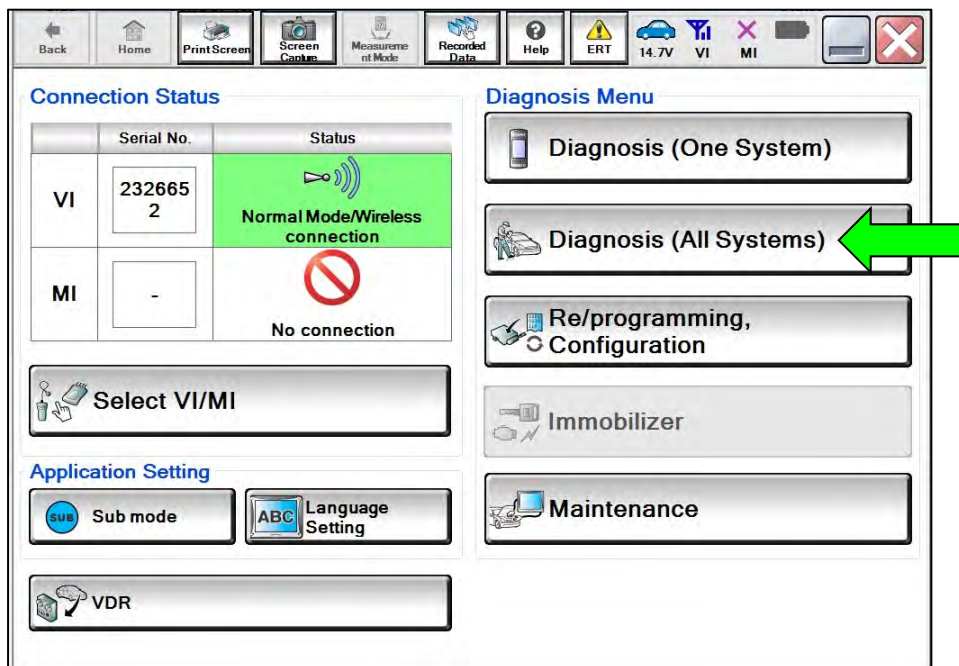 Back
Home
Print Screen
Screen
Capture
Measureme
nt Mode
Recorded
Data
Help
ERT
14.7V
VI
MI
Connection Status
Serial No.
Status
VI
232665
2
Normal Mode/Wireless
connection
MI
-
No connection
Select VI/MI
Application Setting
SUB
Sub mode
ABC
Language
Setting
VDR
Diagnosis Menu
Diagnosis (One System)
Diagnosis (All Systems)
Re/programming,
Configuration
Immobilizer
Maintenance